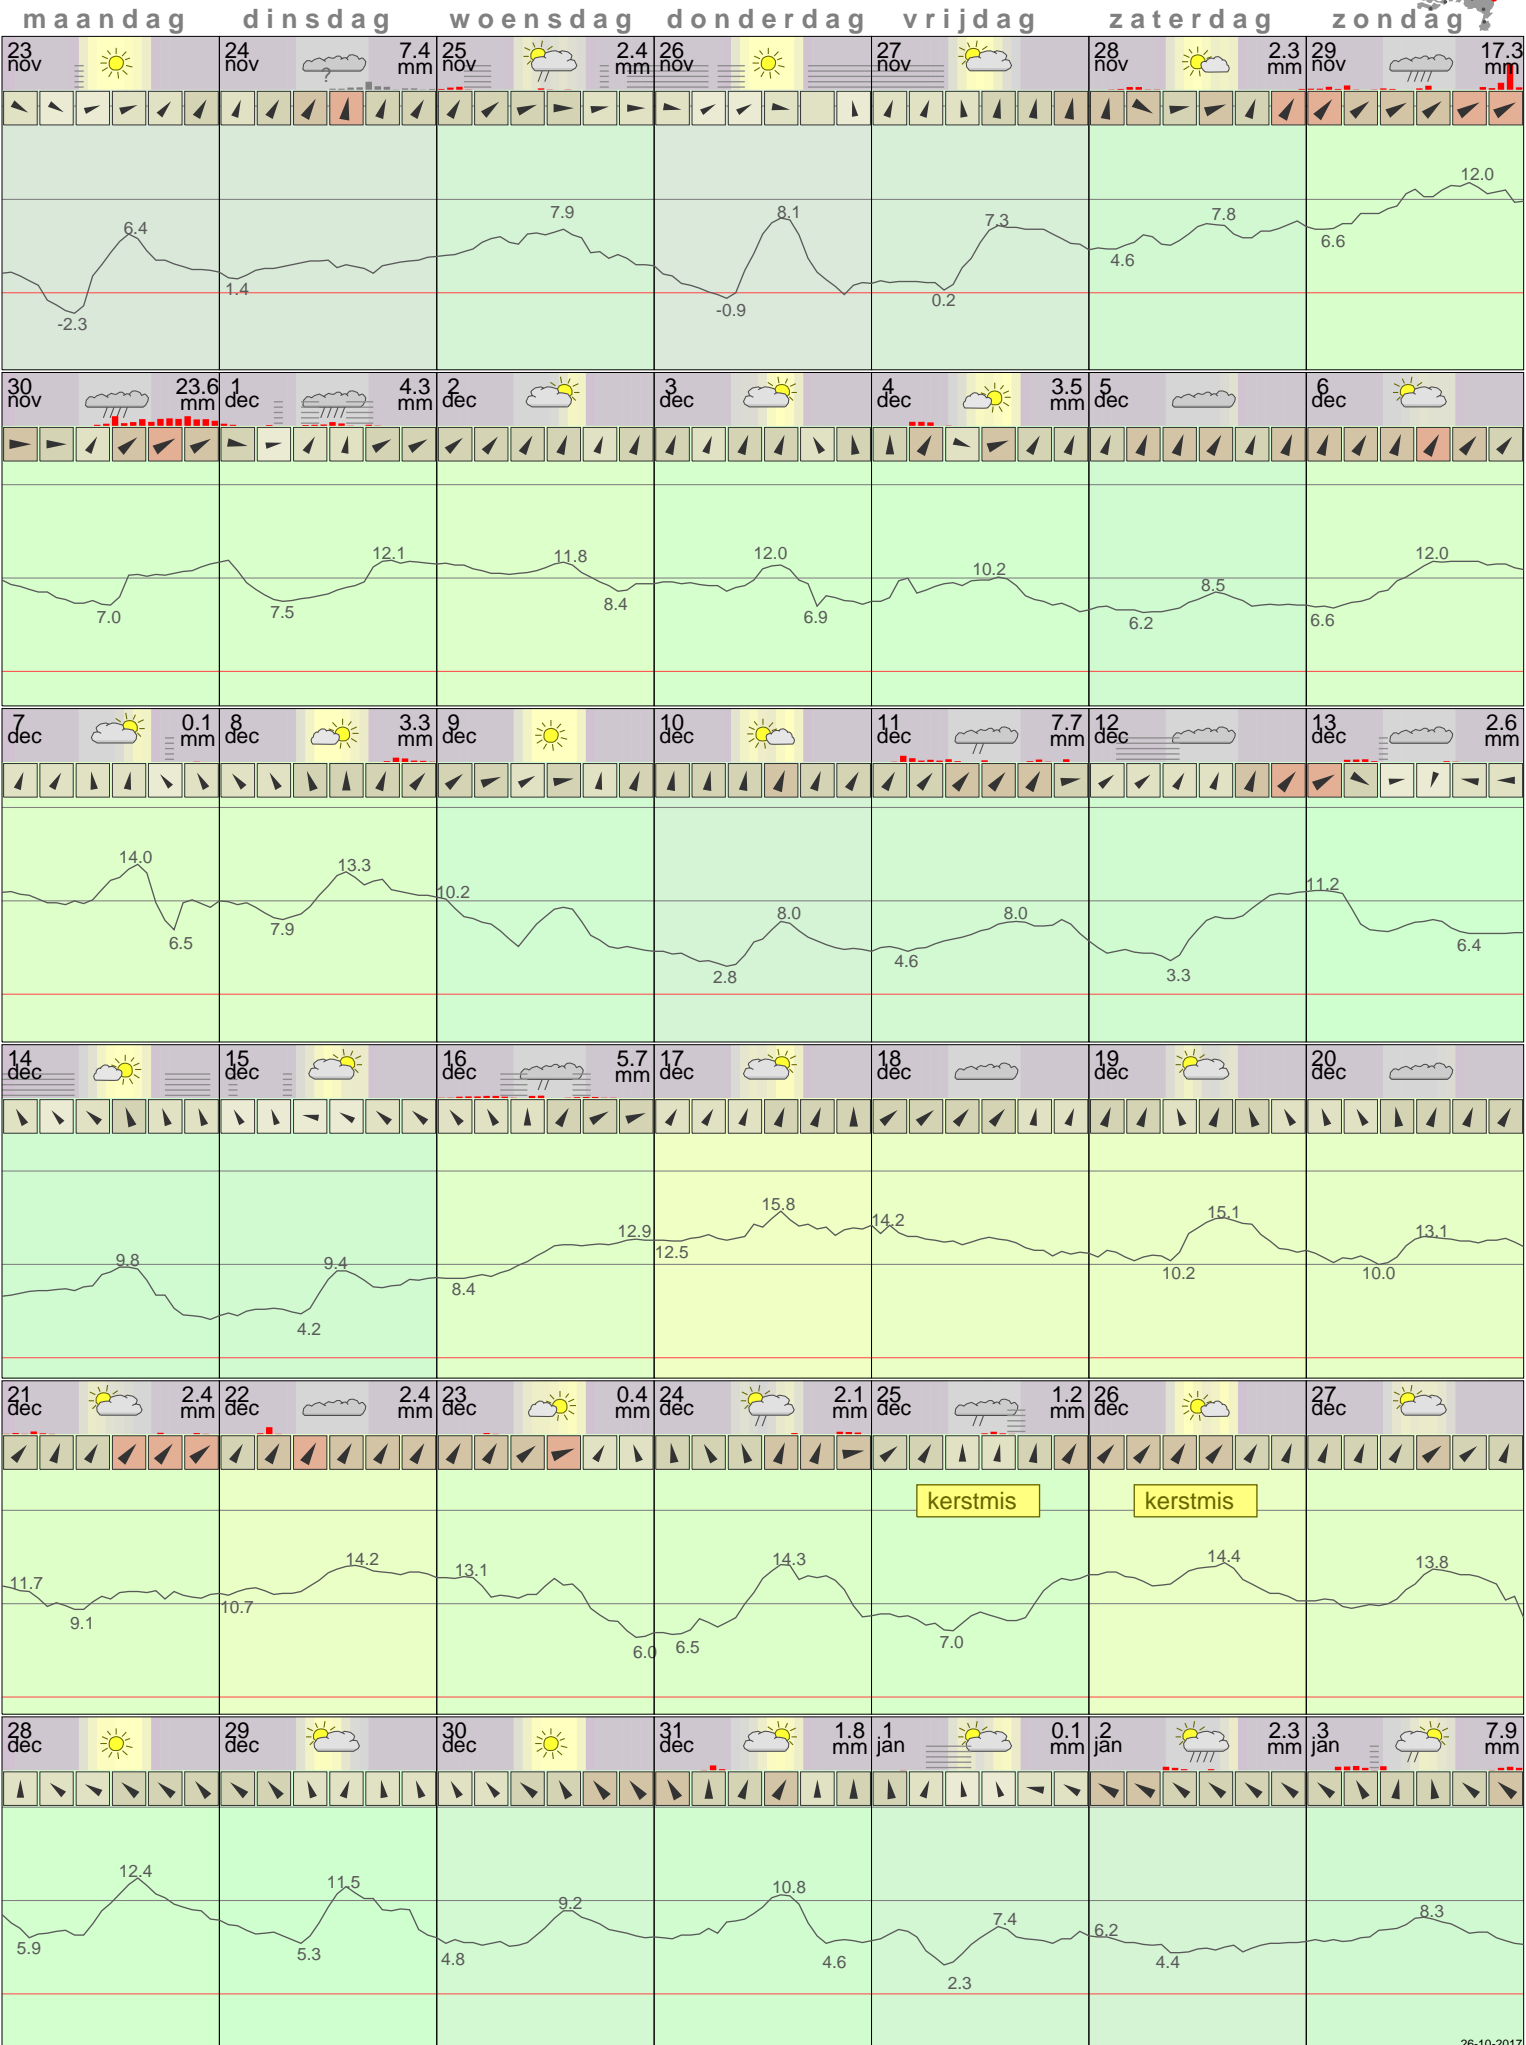 maandag dinsdag woensdag donderdag vrijdag zaterdag zondag
23 nov
24 nov ? 7.4 mm
25 nov 2.4 mm
26 nov
27 nov
28 nov 2.3 mm
29 nov 17.3 mm
6.4 -2.3 1.4 7.9 8.1 -0.9 7.3 0.2 7.8 4.6 12.0 6.6
30 nov 23.6 mm
1 dec 4.3 mm
2 dec
3 dec
4 dec 3.5 mm
5 dec
6 dec
7.0 12.1 7.5 11.8 8.4 12.0 6.9 10.2 8.5 6.2 12.0 6.6
7 dec 0.1 mm
8 dec 3.3 mm
9 dec
10 dec
11 dec 7.7 mm
12 dec
13 dec 2.6 mm
14.0 6.5 13.3 7.9 10.2 8.0 2.8 8.0 4.6 3.3 11.2 6.4
14 dec
15 dec
16 dec 5.7 mm
17 dec
18 dec
19 dec
20 dec
9.8 9.4 4.2 12.9 8.4 15.8 12.5 14.2 15.1 10.2 13.1 10.0
21 dec 2.4 mm
22 dec 2.4 mm
23 dec 0.4 mm
24 dec 2.1 mm
25 dec 1.2 mm
26 dec
27 dec
kerstmis kerstmis
11.7 9.1 14.2 10.7 13.1 6.0 14.3 6.5 7.0 14.4 13.8
28 dec
29 dec
30 dec
31 dec 1.8 mm
1 jan 0.1 mm
2 jan 2.3 mm
3 jan 7.9 mm
12.4 5.9 11.5 5.3 9.2 4.8 10.8 4.6 7.4 2.3 6.2 4.4 8.3
26-10-2017